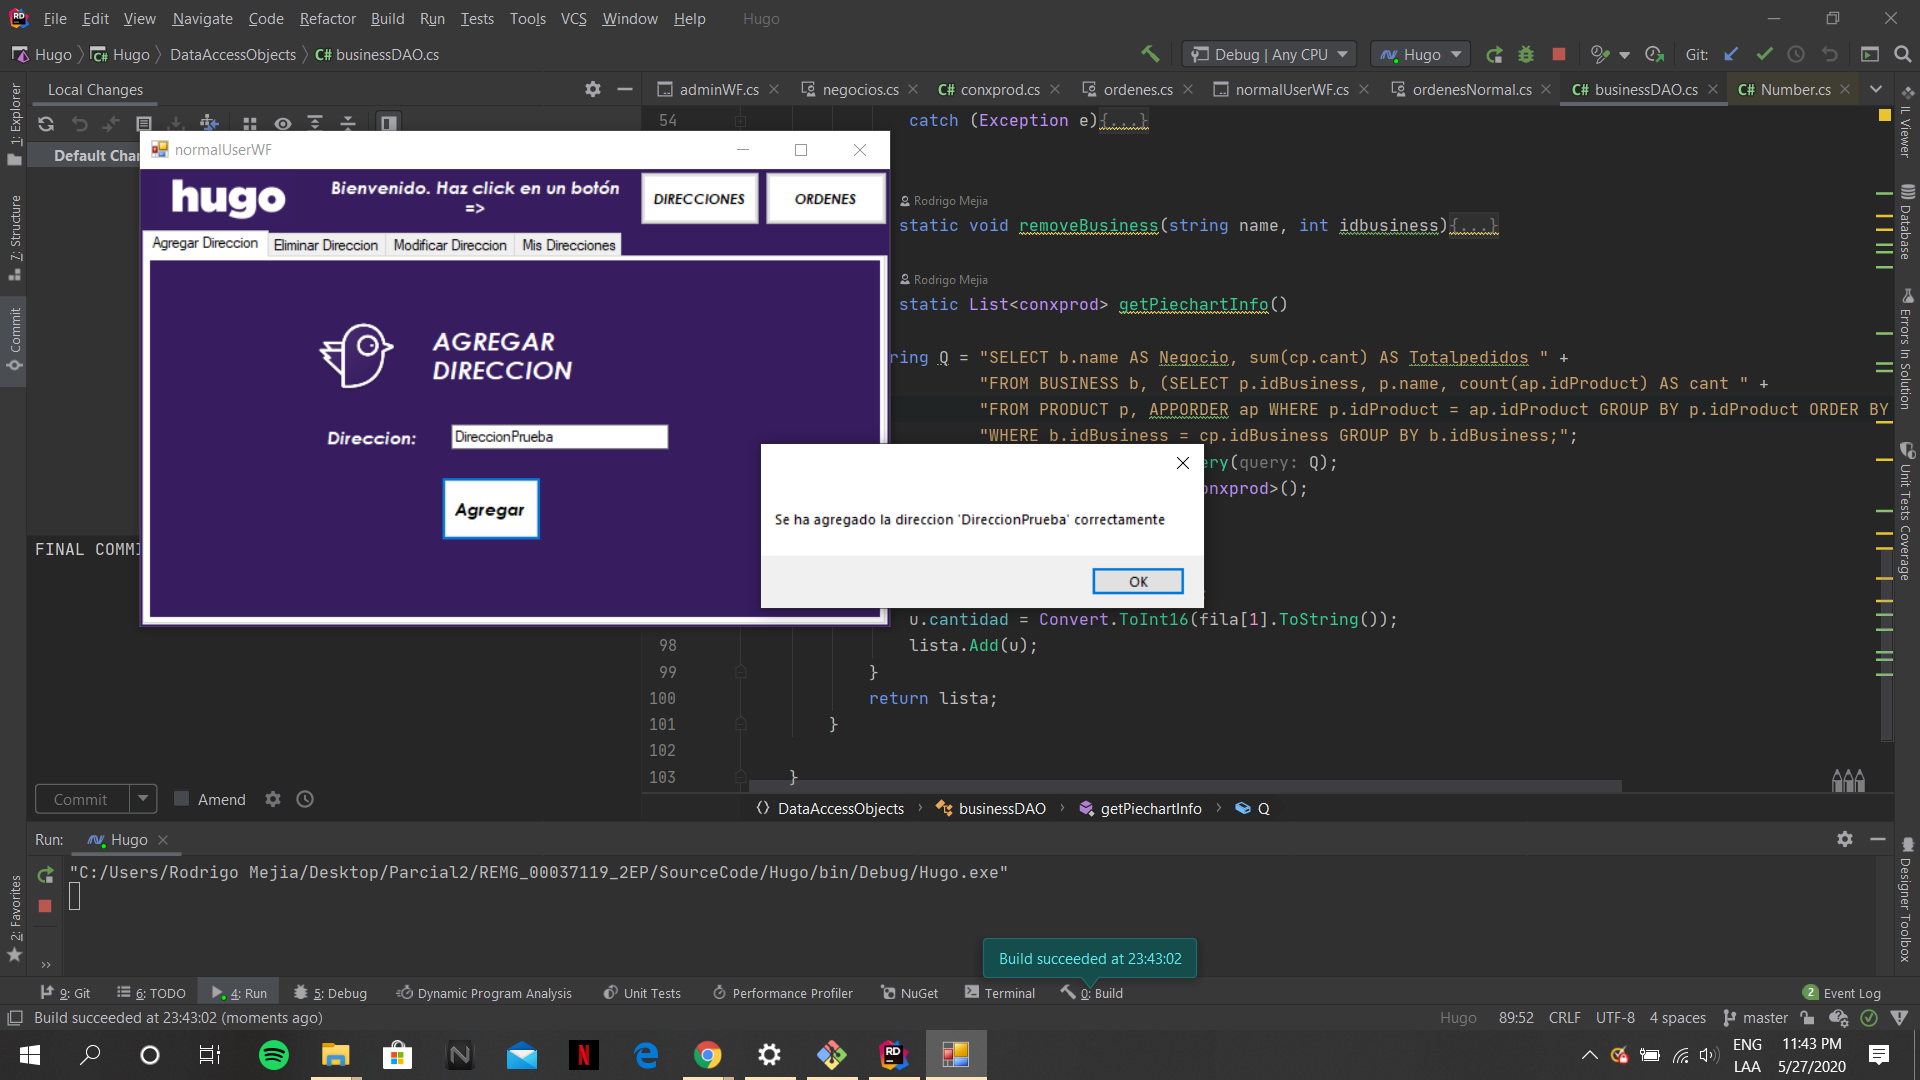 File Edit View Navigate Code Refactor Build Run Tests Tools VCS Window Help Hugo
Hugo Hugo DataAccessObjects C# businessDAO.cs
Debug | Any CPU Hugo Git:
Local Changes
adminWF.cs negocios.cs C# conxprod.cs ordenes.cs normalUserWF.cs ordenesNormal.cs C# businessDAO.cs C# Number.cs
1: Explorer
7: Structure
Commit
2: Favorites
Default Cha
FINAL COMMI
normalUserWF
hugo
Bienvenido. Haz click en un botón
=>
DIRECCIONES
ORDENES
Agregar Direccion Eliminar Direccion Modificar Direccion Mis Direcciones
AGREGAR
DIRECCION
Direccion: DireccionPrueba
Agregar
Se ha agregado la direccion 'DireccionPrueba' correctamente
OK
54 catch (Exception e){...}
Rodrigo Mejia
static void removeBusiness(string name, int idbusiness){...}
Rodrigo Mejia
static List<conxprod> getPiechartInfo()
ring Q = "SELECT b.name AS Negocio, sum(cp.cant) AS Totalpedidos " +
"FROM BUSINESS b, (SELECT p.idBusiness, p.name, count(ap.idProduct) AS cant " +
"FROM PRODUCT p, APPORDER ap WHERE p.idProduct = ap.idProduct GROUP BY p.idProduct ORDER BY
"WHERE b.idBusiness = cp.idBusiness GROUP BY b.idBusiness;";
ery(query: Q);
onxprod>();
u.cantidad = Convert.ToInt16(fila[1].ToString());
98 lista.Add(u);
99 }
100 return lista;
101 }
102
103 }
IL Viewer
Database
Errors In Solution
Unit Tests Coverage
Designer Toolbox
Commit Amend
DataAccessObjects businessDAO getPiechartInfo Q
Run: Hugo
"C:/Users/Rodrigo Mejia/Desktop/Parcial2/REMG_00037119_2EP/SourceCode/Hugo/bin/Debug/Hugo.exe"
Build succeeded at 23:43:02
9: Git 6: TODO 4: Run 5: Debug Dynamic Program Analysis Unit Tests Performance Profiler NuGet Terminal 0: Build 2 Event Log
Build succeeded at 23:43:02 (moments ago) Hugo 89:52 CRLF UTF-8 4 spaces master
ENG
LAA
11:43 PM
5/27/2020